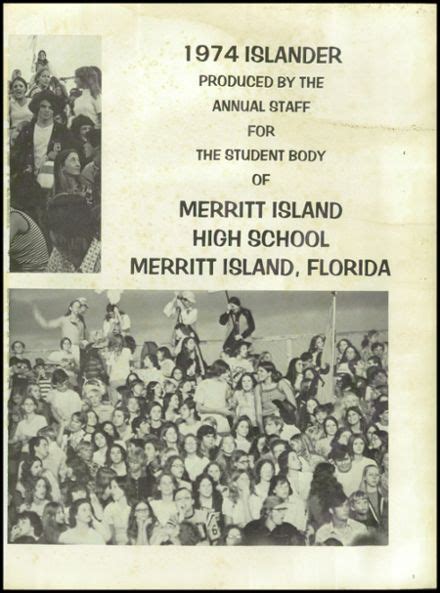 1974 ISLANDER
PRODUCED BY THE
ANNUAL STAFF
FOR
THE STUDENT BODY
OF
MERRITT ISLAND
HIGH SCHOOL
MERRITT ISLAND, FLORIDA